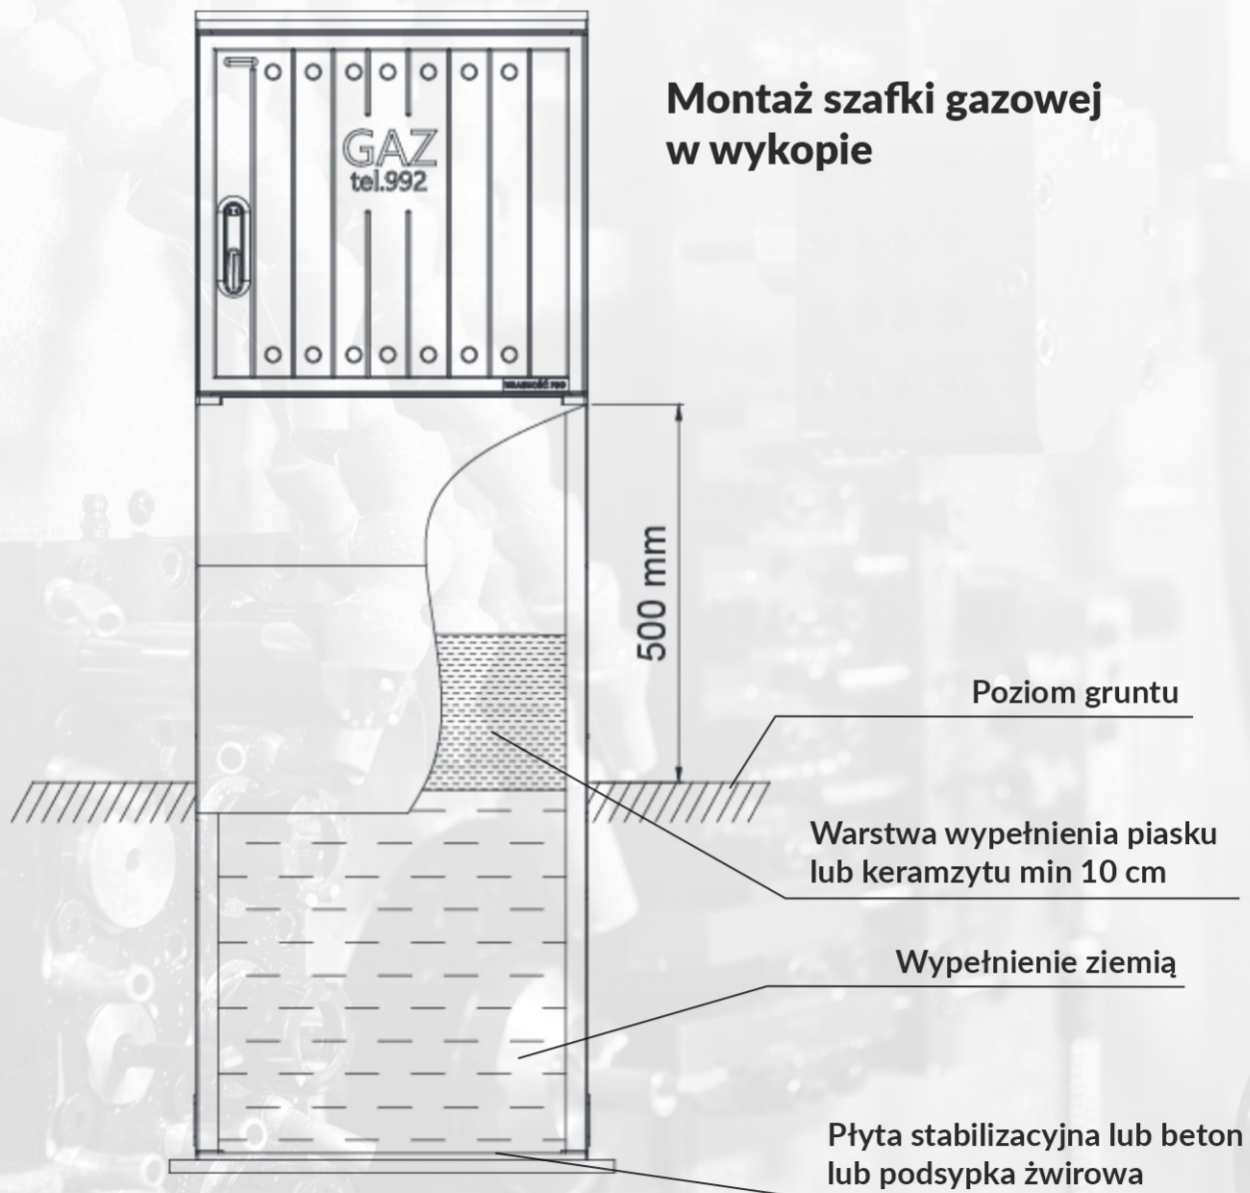 Montaż szafki gazowej
w wykopie
GAZ
tel.992
500 mm
Poziom gruntu
Warstwa wypełnienia piasku
lub keramzytu min 10 cm
Wypełnienie ziemią
Płyta stabilizacyjna lub beton
lub podsypka żwirowa